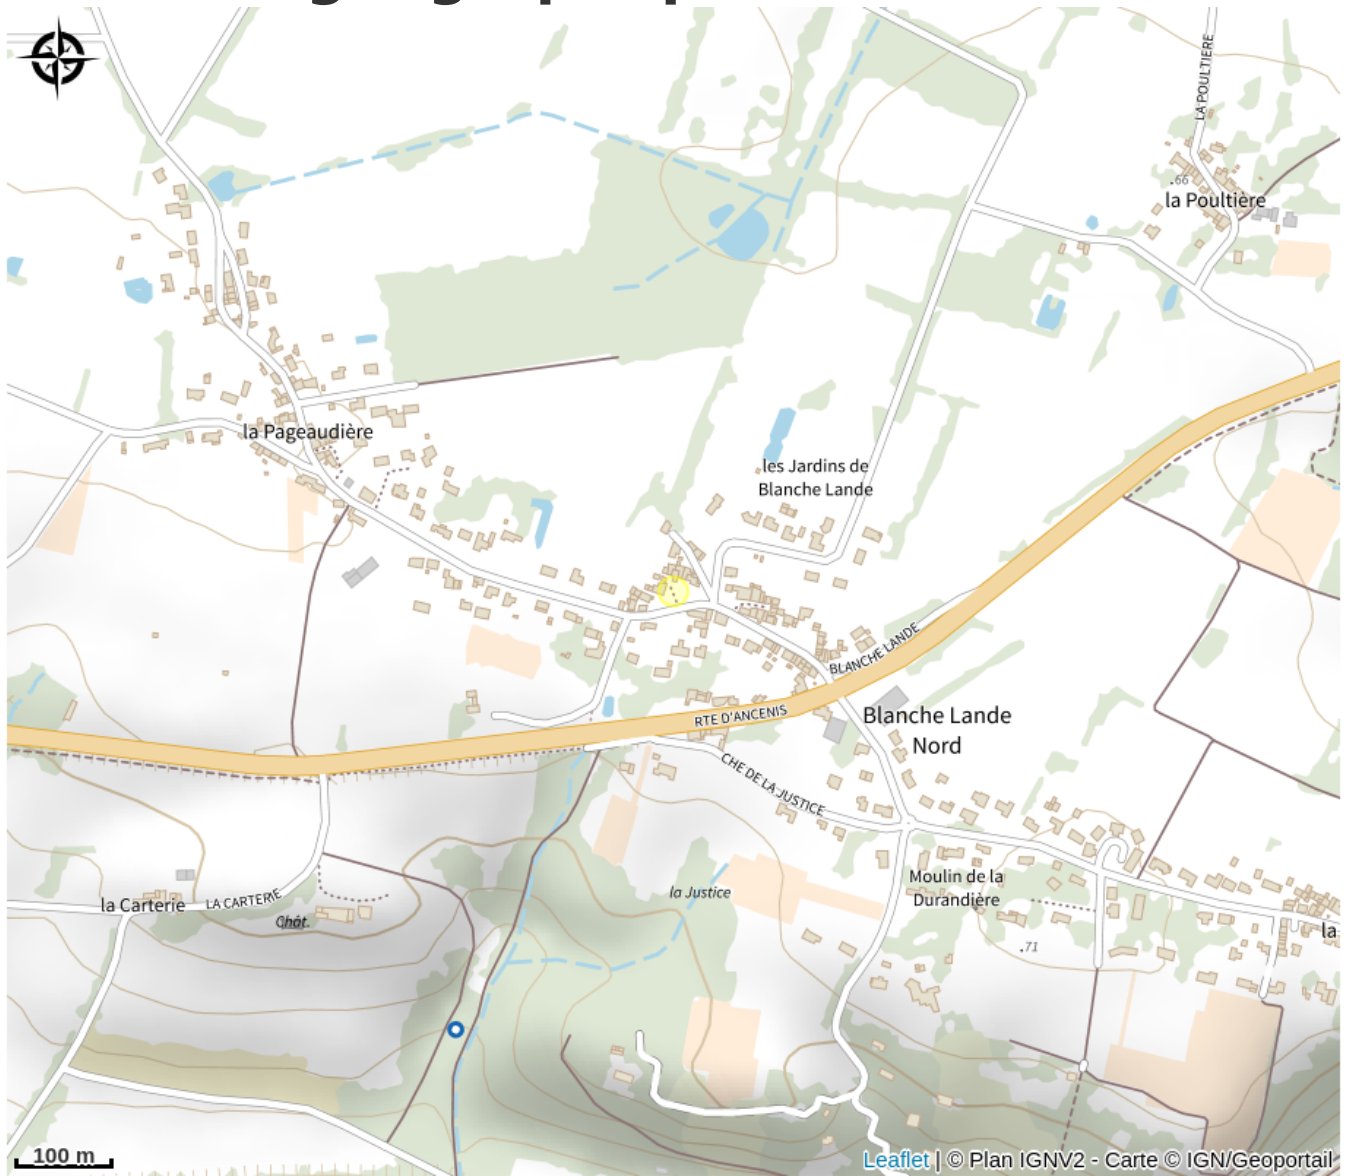 LA POULTIERE
66
la Poultière
la Pageaudière
les Jardins de
Blanche Lande
BLANCHE LANDE
RTE D'ANCENIS
Blanche Lande
Nord
CHE DE LA JUSTICE
la Justice
Moulin de la
Durandière
la Carterie
LA CARTERIE
Chât.
la
71
100 m
Leaflet | © Plan IGNV2 - Carte © IGN/Geoportail